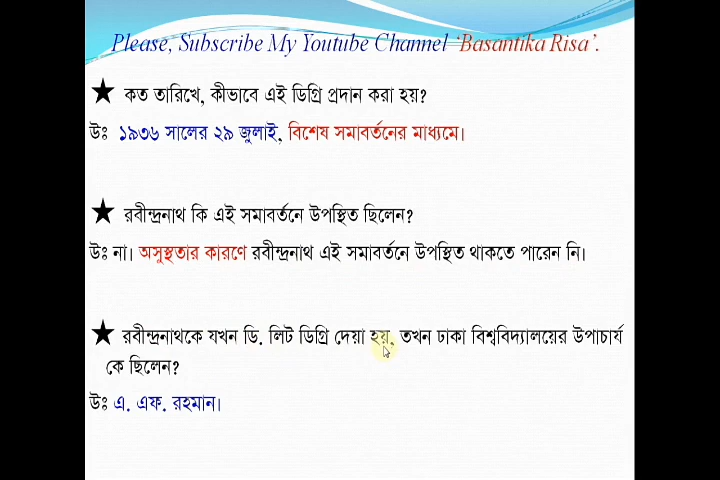 Please, Subscribe My Youtube Channel ‘Basantika Risa’.
★ কত তারিখে, কীভাবে এই ডিগ্রি প্রদান করা হয়?
উঃ ১৯৩৬ সালের ২৯ জুলাই, বিশেষ সমাবর্তনের মাধ্যমে।
★ রবীন্দ্রনাথ কি এই সমাবর্তনে উপস্থিত ছিলেন?
উঃ না। অসুস্থতার কারণে রবীন্দ্রনাথ এই সমাবর্তনে উপস্থিত থাকতে পারেন নি।
★ রবীন্দ্রনাথকে যখন ডি. লিট ডিগ্রি দেয়া হয়, তখন ঢাকা বিশ্ববিদ্যালয়ের উপাচার্য
কে ছিলেন?
উঃ এ. এফ. রহমান।